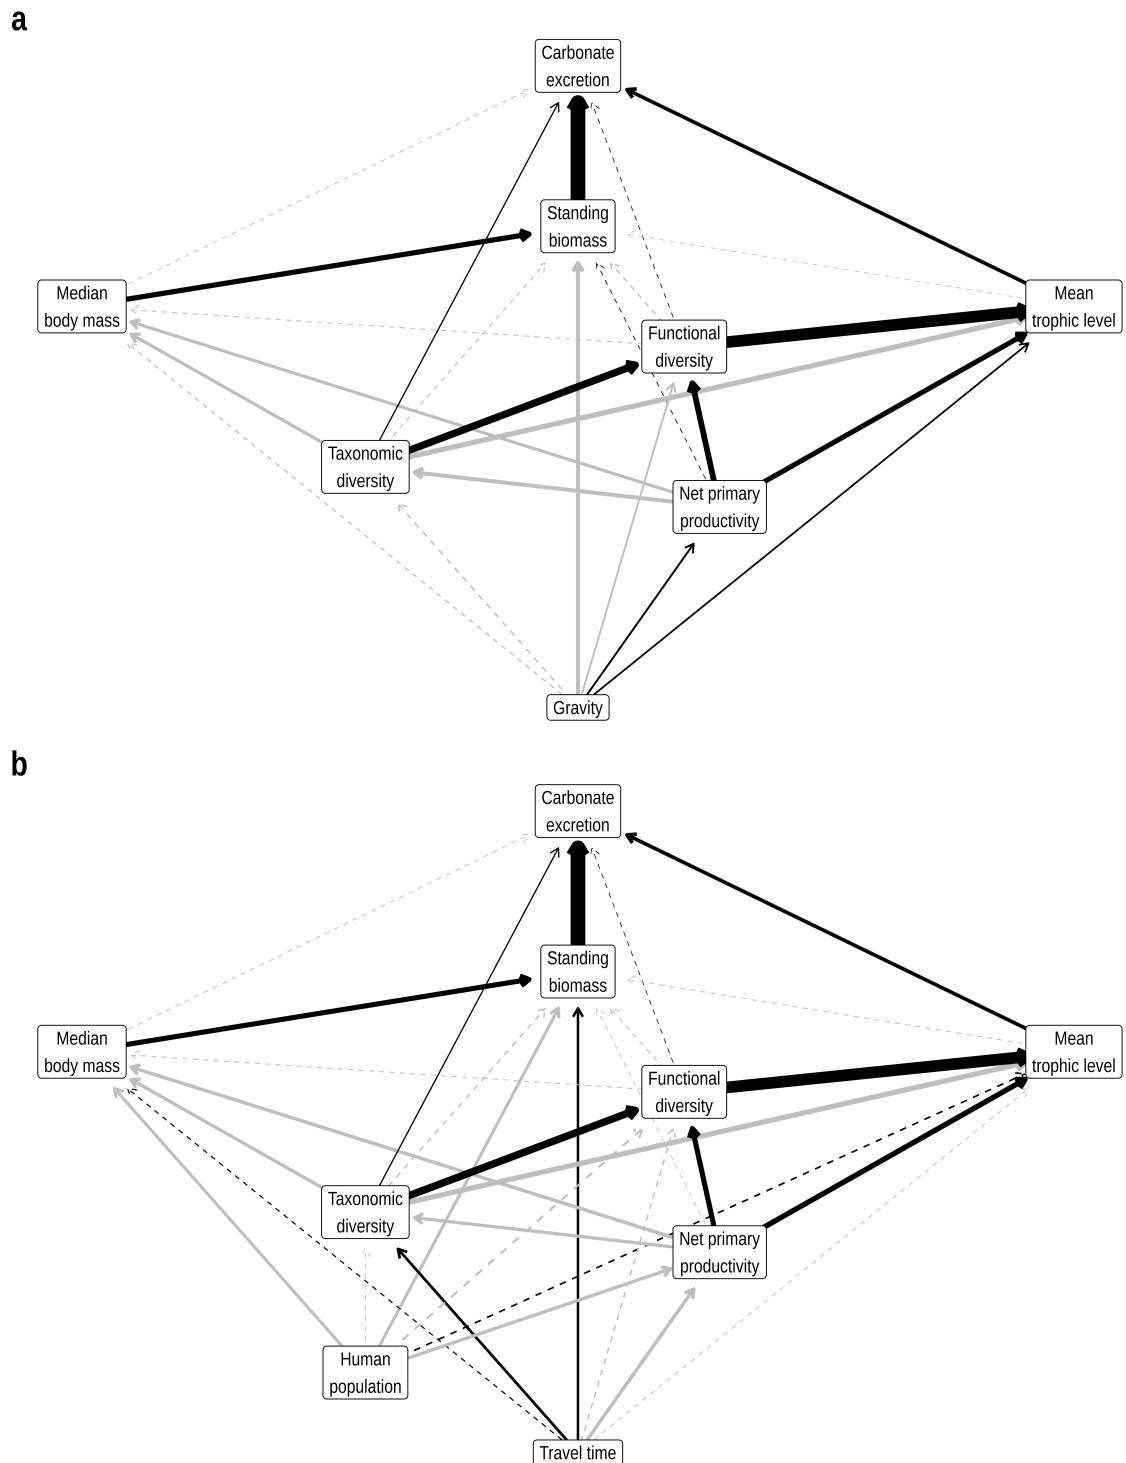 a
Carbonate
excretion
Standing
biomass
Median
body mass
Mean
trophic level
Functional
diversity
Taxonomic
diversity
Net primary
productivity
Gravity
b
Carbonate
excretion
Standing
biomass
Median
body mass
Mean
trophic level
Functional
diversity
Taxonomic
diversity
Net primary
productivity
Human
population
Travel time